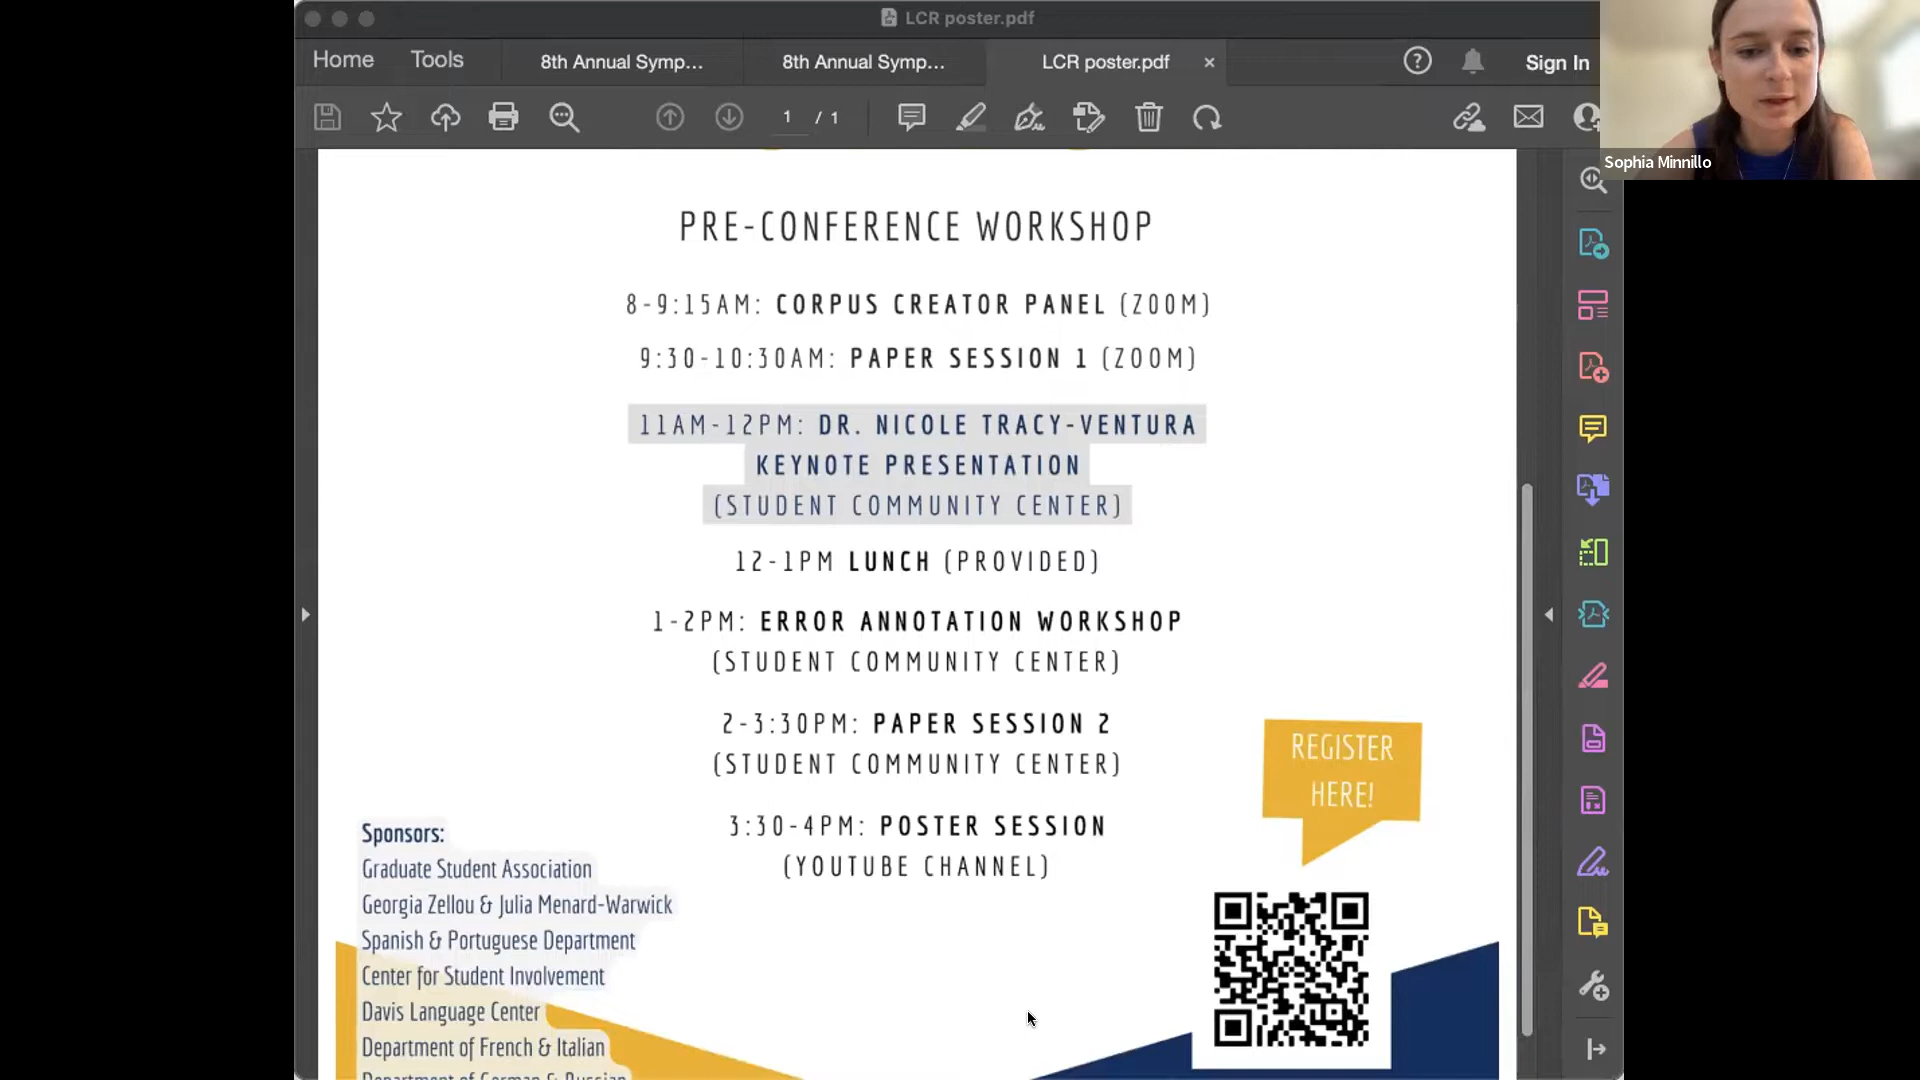 LCR poster.pdf
Home
Tools
8th Annual Symp...
8th Annual Symp...
LCR poster.pdf
Sign In
1 / 1
Sophia Minnillo
PRE-CONFERENCE WORKSHOP
8-9:15AM: CORPUS CREATOR PANEL (ZOOM)
9:30-10:30AM: PAPER SESSION 1 (ZOOM)
11AM-12PM: DR. NICOLE TRACY-VENTURA
KEYNOTE PRESENTATION
(STUDENT COMMUNITY CENTER)
12-1PM LUNCH (PROVIDED)
1-2PM: ERROR ANNOTATION WORKSHOP
(STUDENT COMMUNITY CENTER)
2-3:30PM: PAPER SESSION 2
(STUDENT COMMUNITY CENTER)
3:30-4PM: POSTER SESSION
(YOUTUBE CHANNEL)
REGISTER
HERE!
Sponsors:
Graduate Student Association
Georgia Zellou & Julia Menard-Warwick
Spanish & Portuguese Department
Center for Student Involvement
Davis Language Center
Department of French & Italian
Department of German & Russian